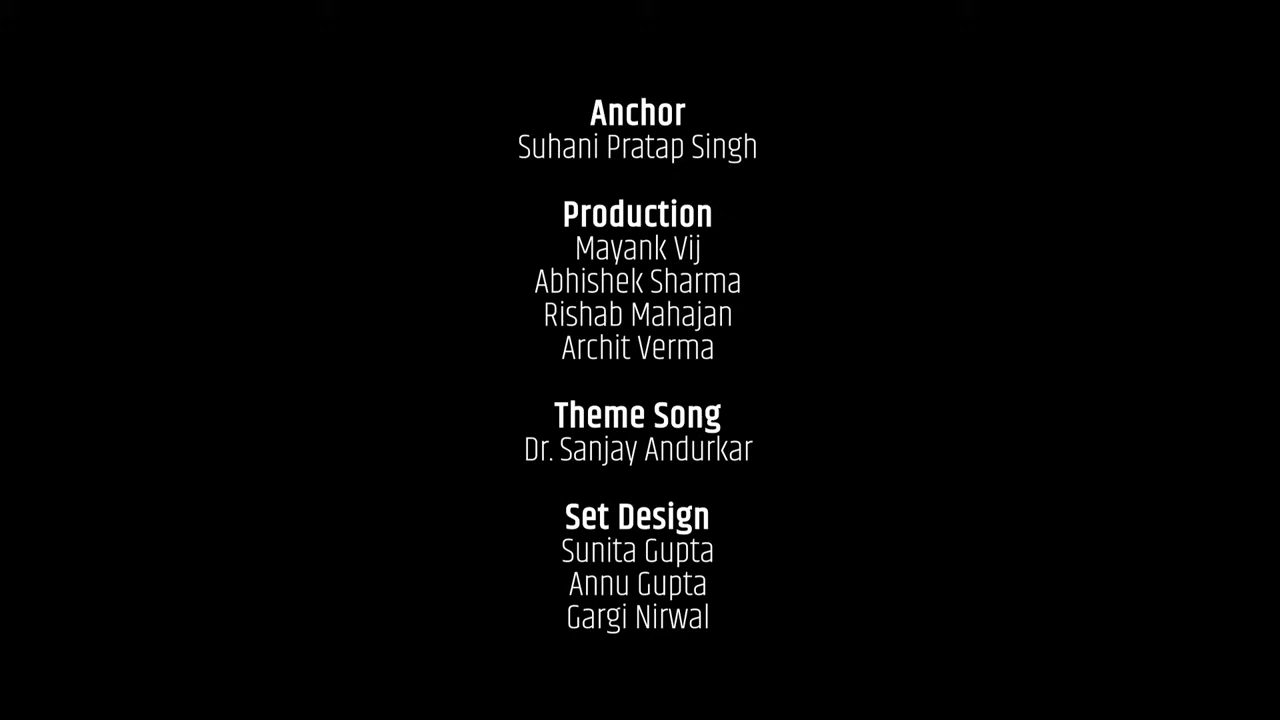 Anchor
Suhani Pratap Singh
Production
Mayank Vij
Abhishek Sharma
Rishab Mahajan
Archit Verma
Theme Song
Dr. Sanjay Andurkar
Set Design
Sunita Gupta
Annu Gupta
Gargi Nirwal